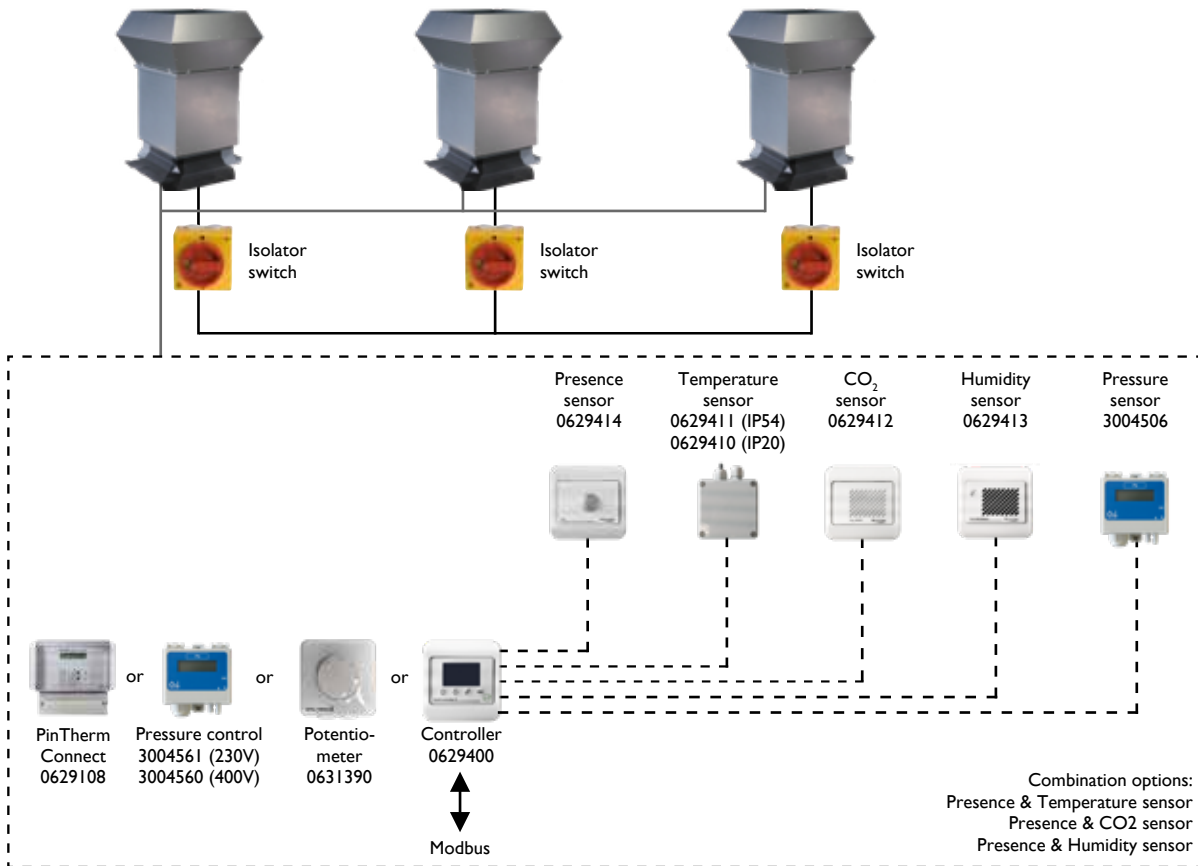 Isolator
switch
Isolator
switch
Isolator
switch
Presence
sensor
0629414
Temperature
sensor
0629411 (IP54)
0629410 (IP20)
CO2
sensor
0629412
Humidity
sensor
0629413
Pressure
sensor
3004506
or
or
or
PinTherm
Connect
0629108
Pressure control
3004561 (230V)
3004560 (400V)
Potentio-
meter
0631390
Controller
0629400
Modbus
Combination options:
Presence & Temperature sensor
Presence & CO2 sensor
Presence & Humidity sensor